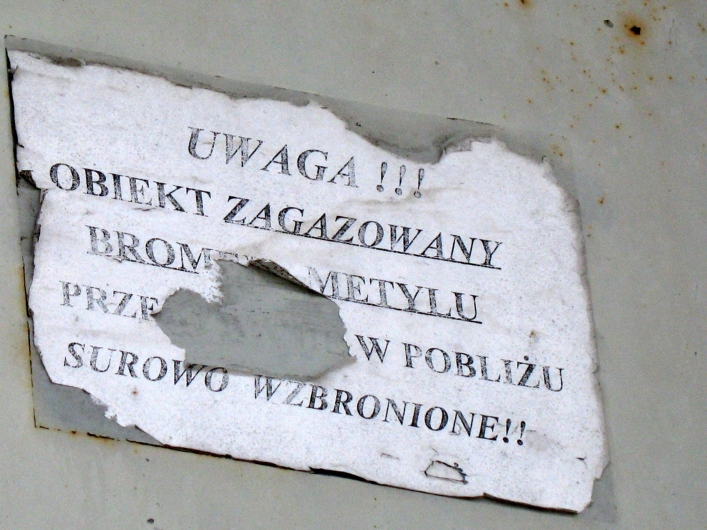 UWAGA !!!
OBIEKT ZAGAZOWANY
METYLU
W POBLIŻU
SUROWO WZBRONIONE!!